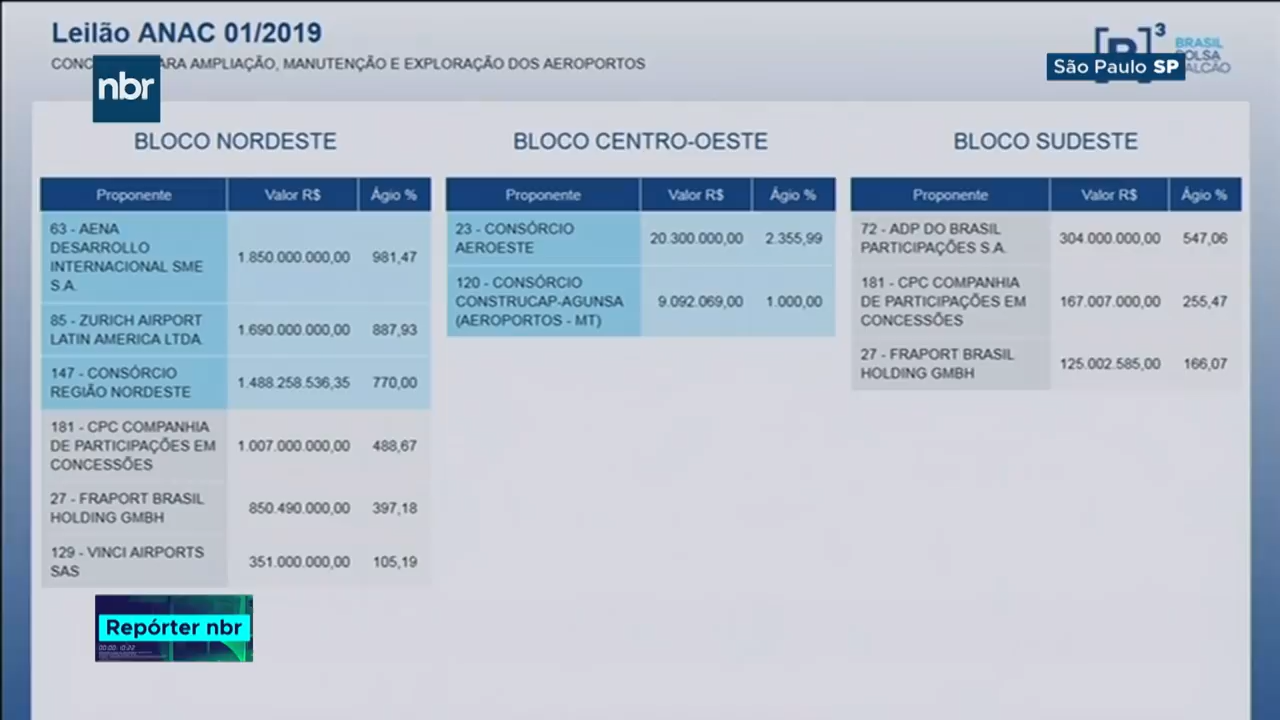 Leilão ANAC 01/2019
CONC ARA AMPLIAÇÃO, MANUTENÇÃO E EXPLORAÇÃO DOS AEROPORTOS
nbr
[B]³
BRASIL
BOLSA
BALCÃO
São Paulo SP
BLOCO NORDESTE
Proponente Valor R$ Ágio %
63 - AENA
DESARROLLO
INTERNACIONAL SME
S.A.
1.850.000.000,00 981,47
85 - ZURICH AIRPORT
LATIN AMERICA LTDA.
1.690.000.000,00 887,93
147 - CONSÓRCIO
REGIÃO NORDESTE
1.488.258.536,35 770,00
181 - CPC COMPANHIA
DE PARTICIPAÇÕES EM
CONCESSÕES
1.007.000.000,00 488,67
27 - FRAPORT BRASIL
HOLDING GMBH
850.490.000,00 397,18
129 - VINCI AIRPORTS
SAS
351.000.000,00 105,19
BLOCO CENTRO-OESTE
Proponente Valor R$ Ágio %
23 - CONSÓRCIO
AEROESTE
20.300.000,00 2.355,99
120 - CONSÓRCIO
CONSTRUCAP-AGUNSA
(AEROPORTOS - MT)
9.092.069,00 1.000,00
BLOCO SUDESTE
Proponente Valor R$ Ágio %
72 - ADP DO BRASIL
PARTICIPAÇÕES S.A.
304.000.000,00 547,06
181 - CPC COMPANHIA
DE PARTICIPAÇÕES EM
CONCESSÕES
167.007.000,00 255,47
27 - FRAPORT BRASIL
HOLDING GMBH
125.002.585,00 166,07
Repórter nbr